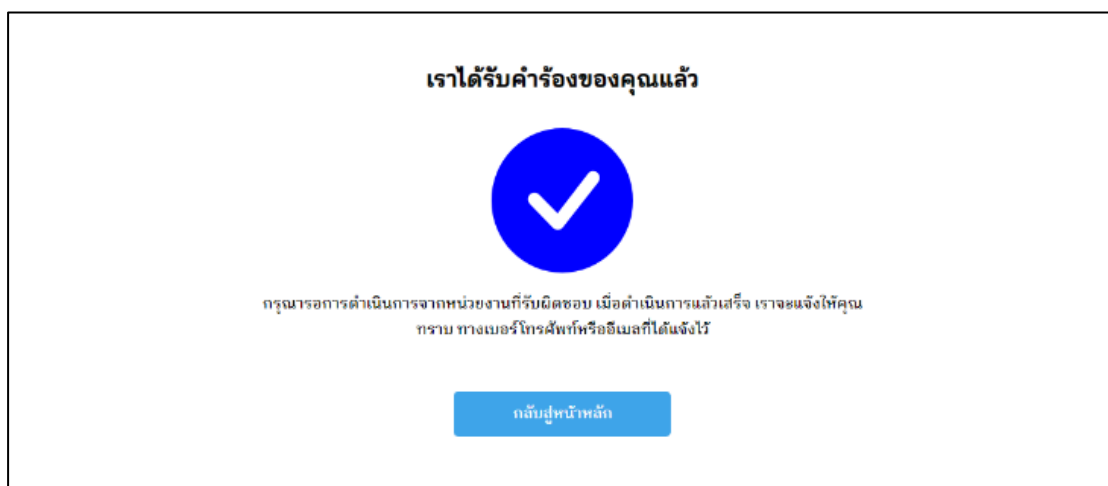 เราได้รับคำร้องของคุณแล้ว
กรุณารอการดำเนินการจากหน่วยงานที่รับผิดชอบ เมื่อดำเนินการแล้วเสร็จ เราจะแจ้งให้คุณ
ทราบ ทางเบอร์โทรศัพท์หรืออีเมลที่ได้แจ้งไว้
กลับสู่หน้าหลัก